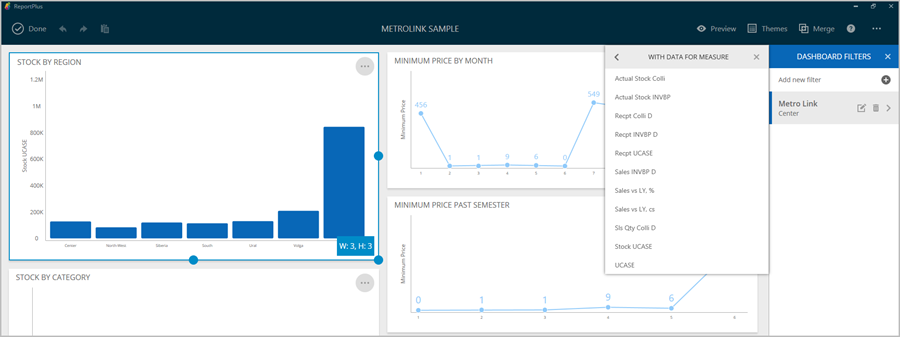 ReportPlus
Done
METROLINK SAMPLE
Preview
Themes
Merge
STOCK BY REGION
1.2M
1M
800K
600K
400K
200K
0
Stock UCASE
Center
North-West
Siberia
South
Ural
Volga
W: 3, H: 3
STOCK BY CATEGORY
MINIMUM PRICE BY MONTH
Minimum Price
456
1
1
9
6
0
549
1
2
3
4
5
6
7
MINIMUM PRICE PAST SEMESTER
Minimum Price
0
1
1
9
6
1
2
3
4
5
6
WITH DATA FOR MEASURE
Actual Stock Colli
Actual Stock INVBP
Recpt Colli D
Recpt INVBP D
Recpt UCASE
Sales INVBP D
Sales vs LY, %
Sales vs LY, cs
Sls Qty Colli D
Stock UCASE
UCASE
DASHBOARD FILTERS
Add new filter
Metro Link
Center